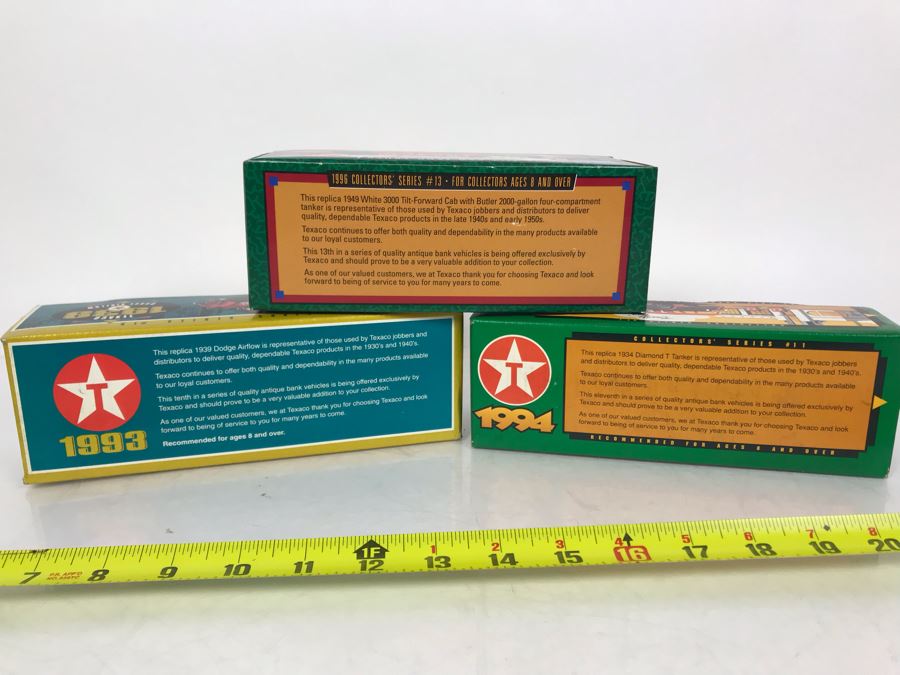 1996 COLLECTORS' SERIES #13 · FOR COLLECTORS AGES 8 AND OVER
This replica 1949 White 3000 Tilt-Forward Cab with Butler 2000-gallon four-compartment
tanker is representative of those used by Texaco jobbers and distributors to deliver
quality, dependable Texaco products in the late 1940s and early 1950s.
Texaco continues to offer both quality and dependability in the many products available
to our loyal customers.
This 13th in a series of quality antique bank vehicles is being offered exclusively by
Texaco and should prove to be a very valuable addition to your collection.
As one of our valued customers, we at Texaco thank you for choosing Texaco and look
forward to being of service to you for many years to come.
1939
T
1993
This replica 1939 Dodge Airflow is representative of those used by Texaco jobbers and
distributors to deliver quality, dependable Texaco products in the 1930's and 1940's.
Texaco continues to offer both quality and dependability in the many products available
to our loyal customers.
This tenth in a series of quality antique bank vehicles is being offered exclusively by
Texaco and should prove to be a very valuable addition to your collection.
As one of our valued customers, we at Texaco thank you for choosing Texaco and look
forward to being of service to you for many years to come.
Recommended for ages 8 and over.
T
1994
COLLECTORS' SERIES #11
This replica 1934 Diamond T Tanker is representative of those used by Texaco jobbers
and distributors to deliver quality, dependable Texaco products in the 1930's and 1940's.
Texaco continues to offer both quality and dependability in the many products available
to our loyal customers.
This eleventh in a series of quality antique bank vehicles is being offered exclusively by
Texaco and should prove to be a very valuable addition to your collection.
As one of our valued customers, we at Texaco thank you for choosing Texaco and look
forward to being of service to you for many years to come.
RECOMMENDED FOR AGES 8 AND OVER
1F 1 2 3 4 5 6 7 8
7 8 9 10 11 12 13 14 15 16 17 18 19 20